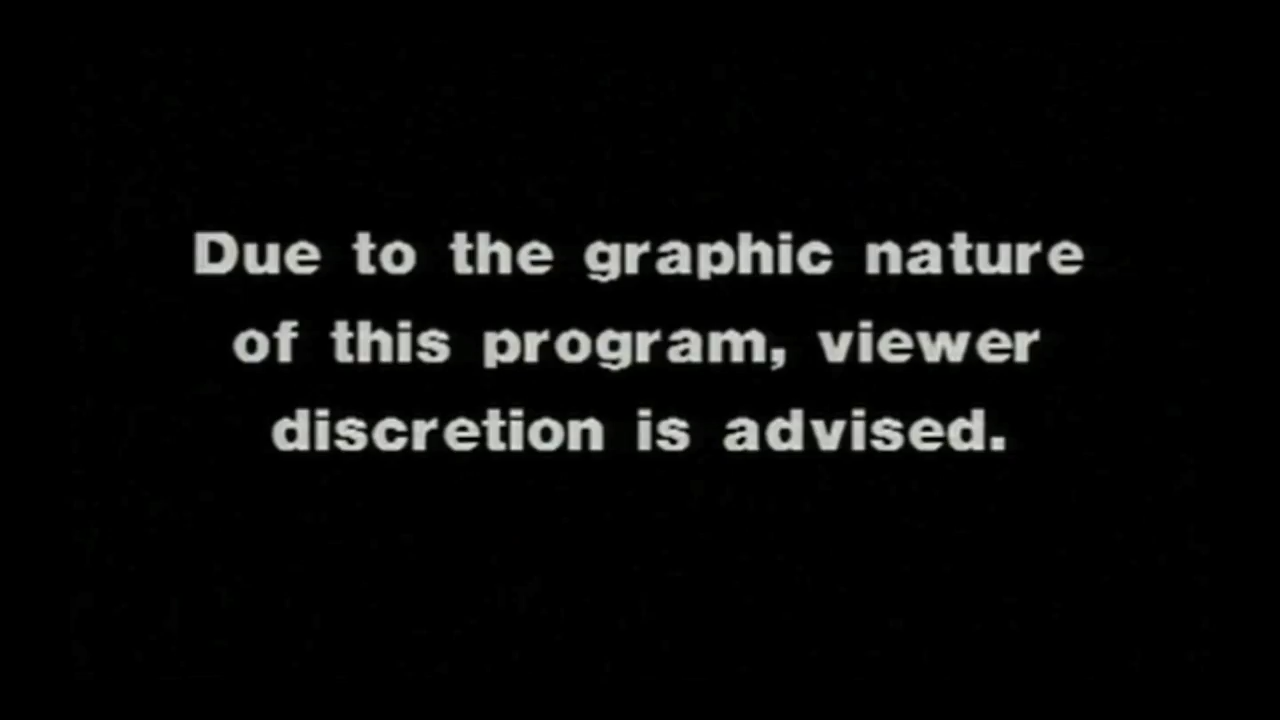 Due to the graphic nature
of this program, viewer
discretion is advised.